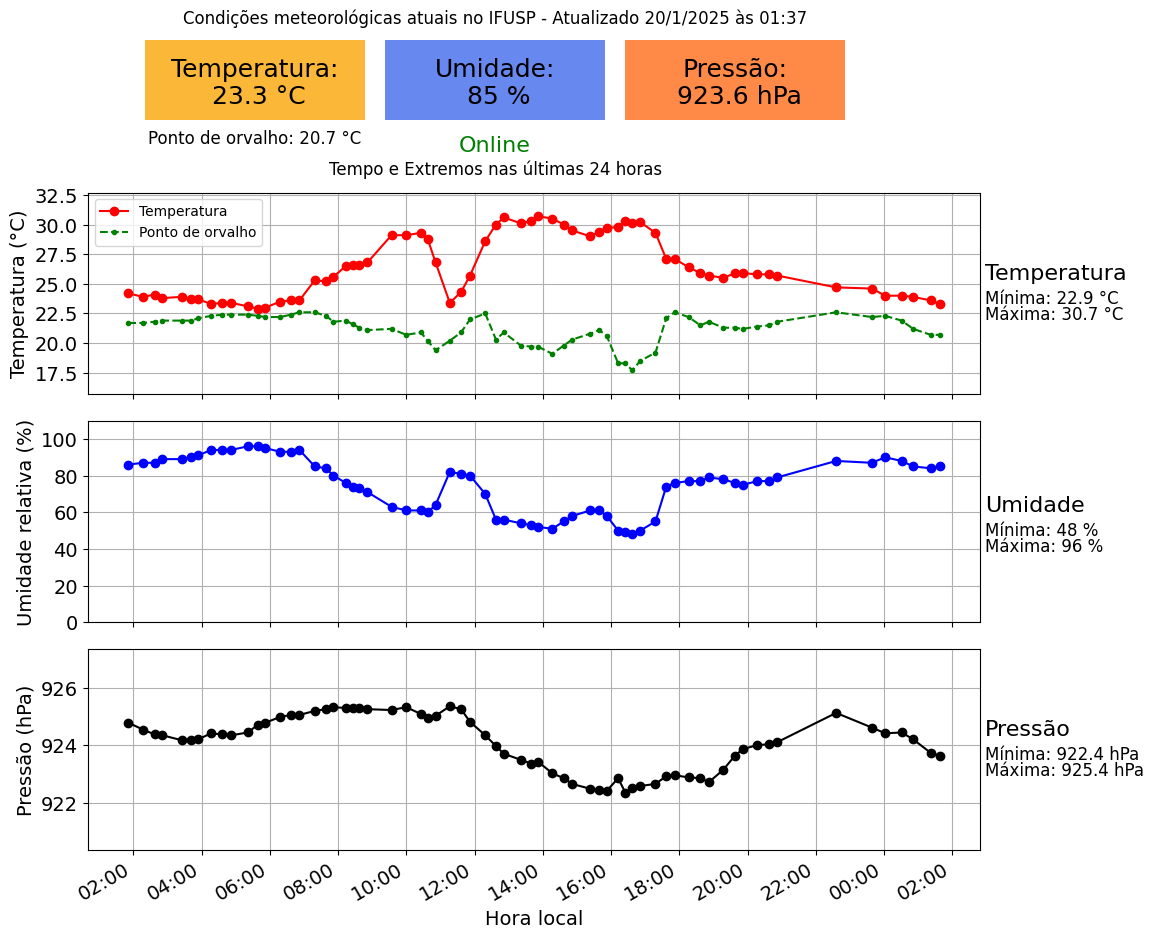 Condições meteorológicas atuais no IFUSP - Atualizado 20/1/2025 às 01:37
Temperatura:
23.3 °C
Umidade:
85 %
Pressão:
923.6 hPa
Ponto de orvalho: 20.7 °C
Online
Tempo e Extremos nas últimas 24 horas
Temperatura (°C)
32.5
30.0
27.5
25.0
22.5
20.0
17.5
Temperatura
Ponto de orvalho
Temperatura
Mínima: 22.9 °C
Máxima: 30.7 °C
Umidade relativa (%)
100
80
60
40
20
0
Umidade
Mínima: 48 %
Máxima: 96 %
Pressão (hPa)
926
924
922
Pressão
Mínima: 922.4 hPa
Máxima: 925.4 hPa
02:00 04:00 06:00 08:00 10:00 12:00 14:00 16:00 18:00 20:00 22:00 00:00 02:00
Hora local